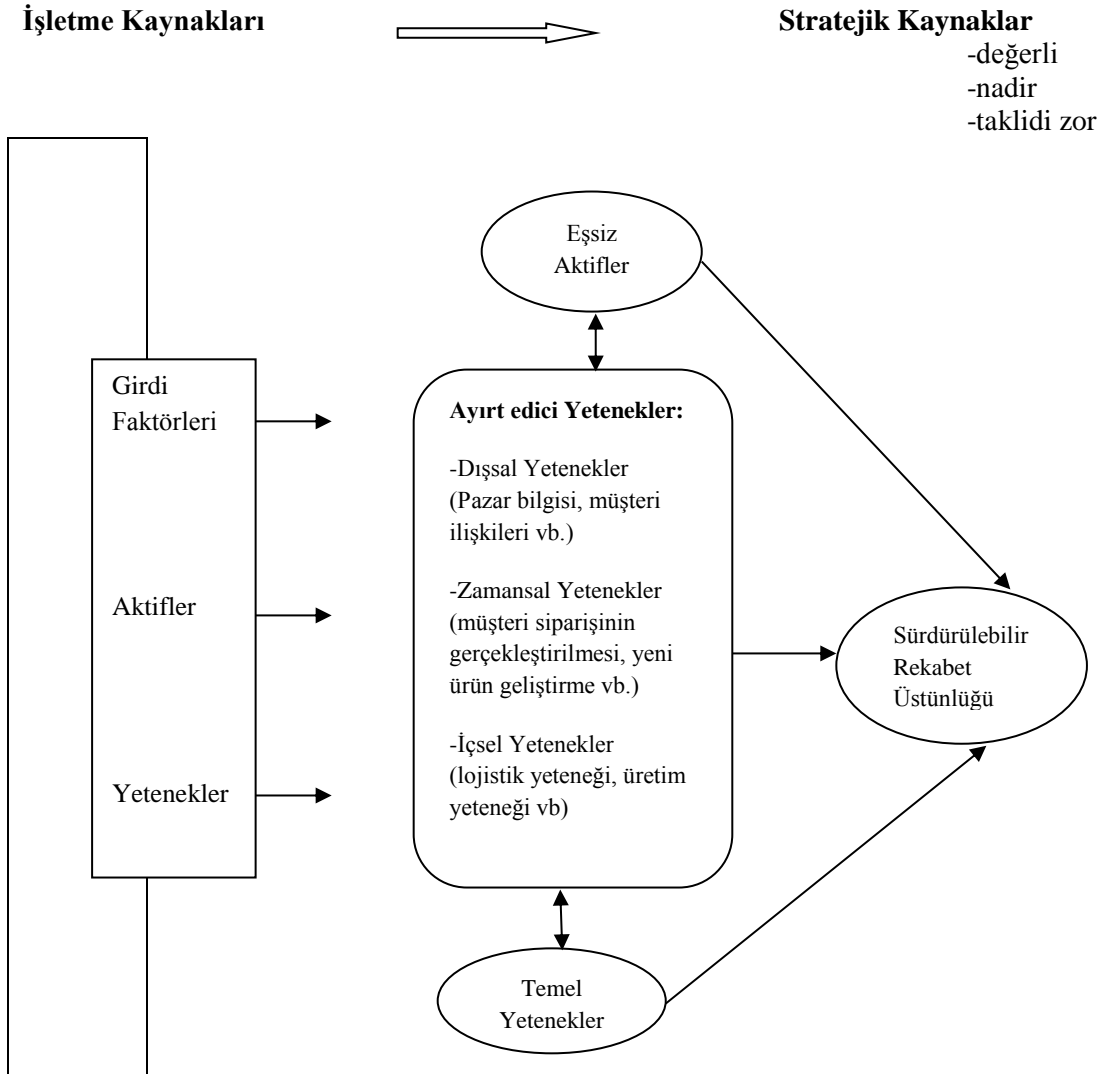 İşletme Kaynakları
Stratejik Kaynaklar
-değerli
-nadir
-taklidi zor
Eşsiz
Aktifler
Girdi
Faktörleri
Aktifler
Yetenekler
Ayırt edici Yetenekler:
-Dışsal Yetenekler
(Pazar bilgisi, müşteri
ilişkileri vb.)
-Zamansal Yetenekler
(müşteri siparişinin
gerçekleştirilmesi, yeni
ürün geliştirme vb.)
-İçsel Yetenekler
(lojistik yeteneği, üretim
yeteneği vb)
Sürdürülebilir
Rekabet
Üstünlüğü
Temel
Yetenekler